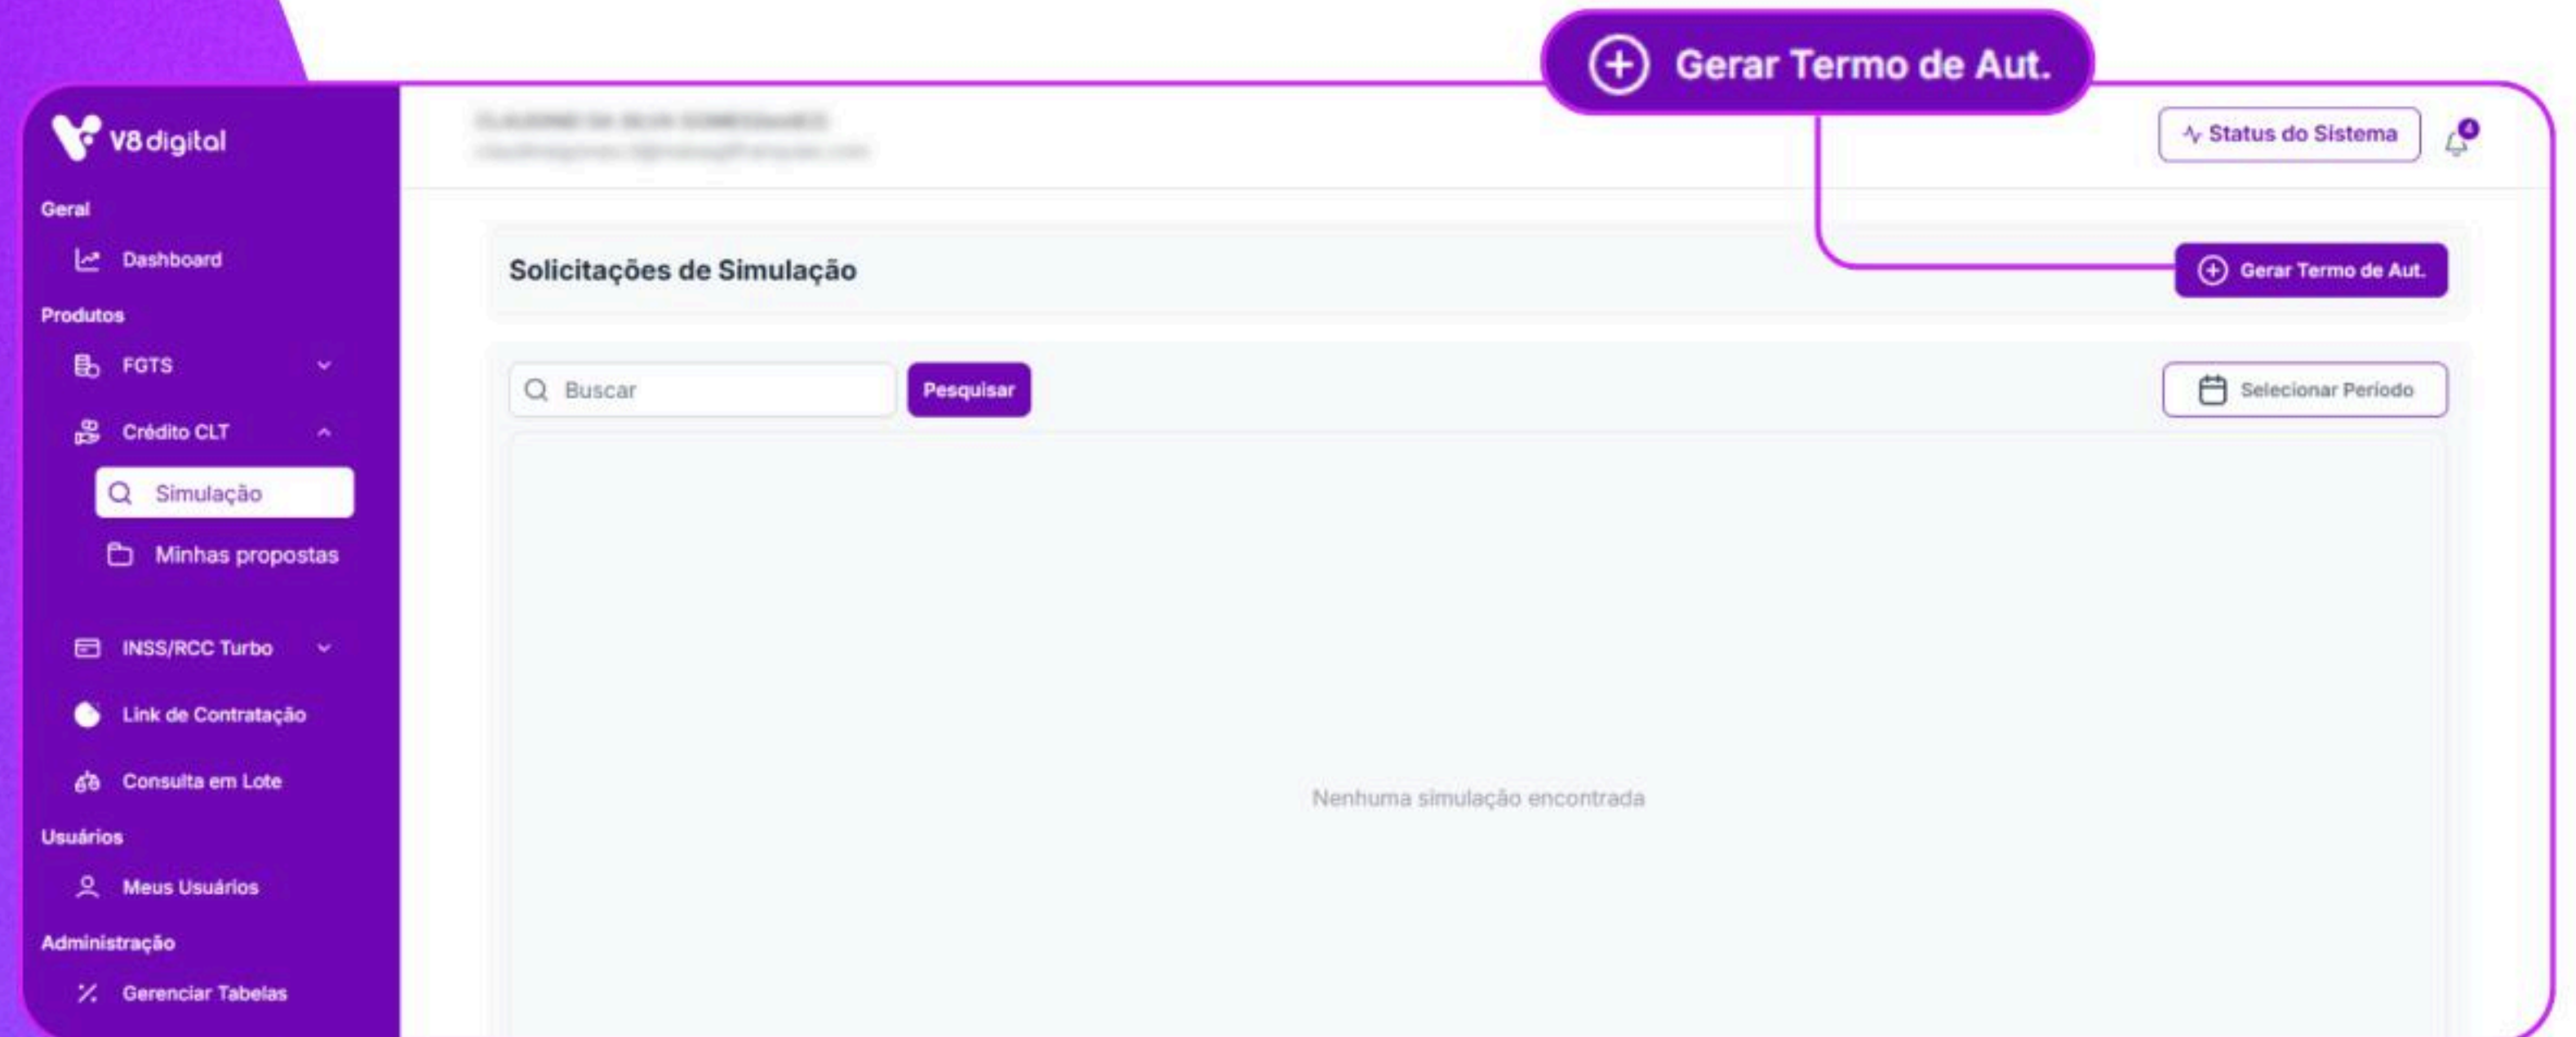 Gerar Termo de Aut.
V8 digital
Status do Sistema
4
Geral
Dashboard
Produtos
FGTS
Crédito CLT
Simulação
Minhas propostas
INSS/RCC Turbo
Link de Contratação
Consulta em Lote
Usuários
Meus Usuários
Administração
Gerenciar Tabelas
Solicitações de Simulação
Gerar Termo de Aut.
Buscar
Pesquisar
Selecionar Período
Nenhuma simulação encontrada